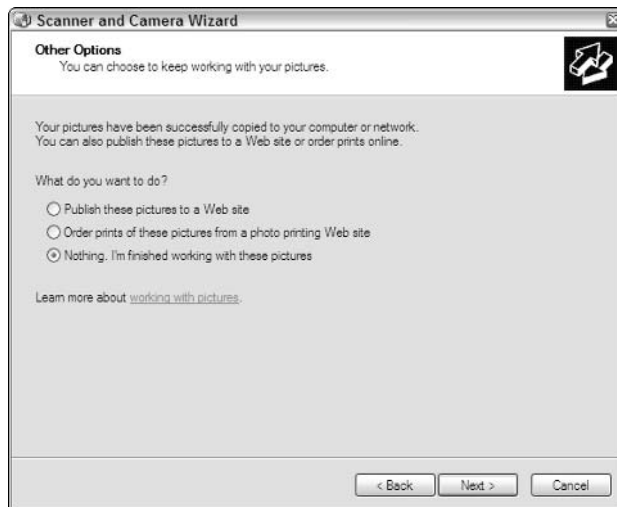 Scanner and Camera Wizard
Other Options
You can choose to keep working with your pictures.
Your pictures have been successfully copied to your computer or network.
You can also publish these pictures to a Web site or order prints online.
What do you want to do?
Publish these pictures to a Web site
Order prints of these pictures from a photo printing Web site
Nothing. I'm finished working with these pictures
Learn more about working with pictures.
< Back Next > Cancel